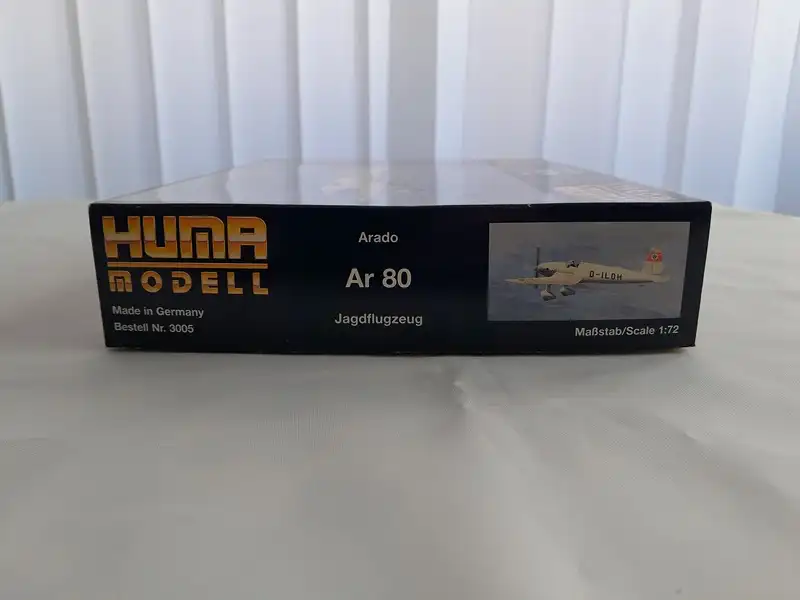 HUMA
MODELL
Made in Germany
Bestell Nr. 3005
Arado
Ar 80
Jagdflugzeug
D-ILOH
Maßstab/Scale 1:72